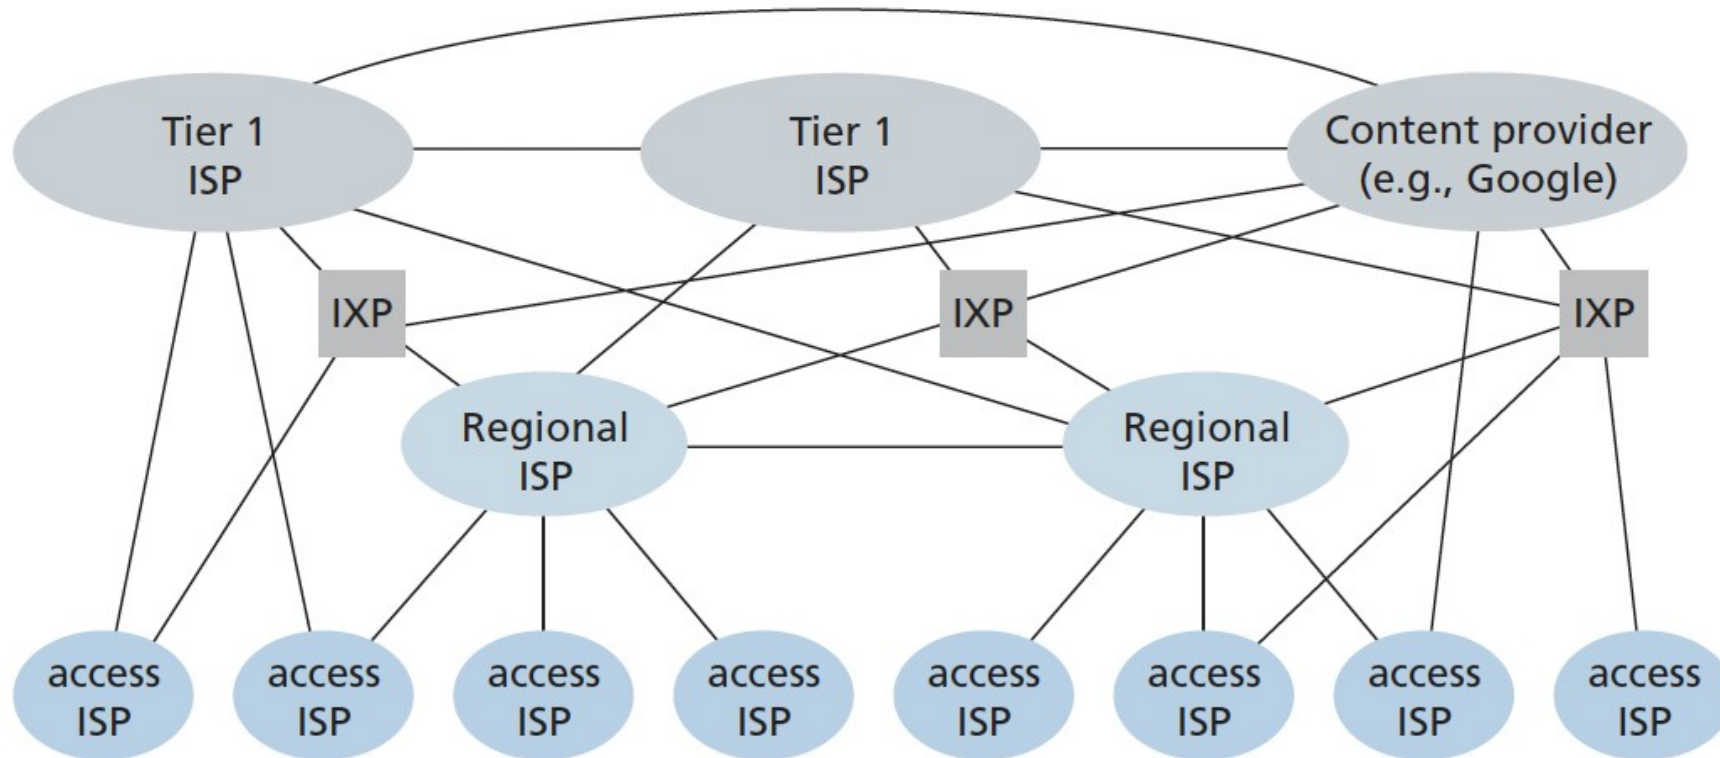 Tier 1
ISP
Tier 1
ISP
Content provider
(e.g., Google)
IXP
IXP
IXP
Regional
ISP
Regional
ISP
access
ISP
access
ISP
access
ISP
access
ISP
access
ISP
access
ISP
access
ISP
access
ISP